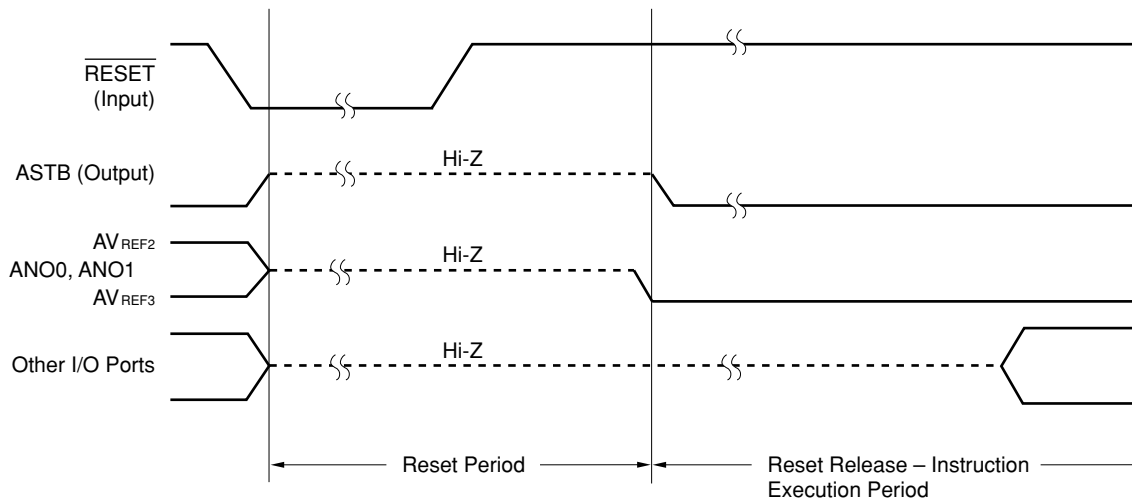 RESET
(Input)
Hi-Z
ASTB (Output)
AVREF2
Hi-Z
ANO0, ANO1
AVREF3
Hi-Z
Other I/O Ports
Reset Period
Reset Release – Instruction
Execution Period